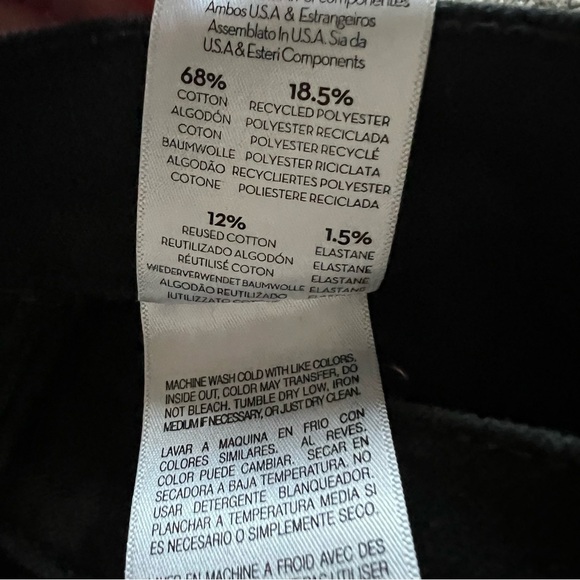 Ambos U.S.A & Estrangeiros
Assemblato In U.S.A. Sia da
U.S.A & Esteri Components
68%
COTTON
ALGODÓN
COTON
BAUMWOLLE
ALGODÃO
COTONE
18.5%
RECYCLED POLYESTER
POLYESTER RECICLADA
POLYESTER RECYCLÉ
POLYESTER RICICLATA
RECYCLIERTES POLYESTER
POLIESTERE RECICLADA
12%
REUSED COTTON
REUTILIZADO ALGODÓN
RÉUTILISÉ COTON
WIEDERVERWENDET BAUMWOLLE
ALGODÃO REUTILIZADO
1.5%
ELASTANE
ELASTANE
ELASTANE
ELASTANE
MACHINE WASH COLD WITH LIKE COLORS,
INSIDE OUT, COLOR MAY TRANSFER, DO
NOT BLEACH. TUMBLE DRY LOW, IRON
MEDIUM IF NECESSARY, OR JUST DRY CLEAN.
LAVAR A MAQUINA EN FRIO CON
COLORES SIMILARES. AL REVES,
COLOR PUEDE CAMBIAR. SECAR EN
SECADORA A BAJA TEMPERATURA. NO
USAR DETERGENTE BLANQUEADOR.
PLANCHAR A TEMPERATURA MEDIA SI
ES NECESARIO O SIMPLEMENTE SECO.
MACHINE A FROID AVEC DES